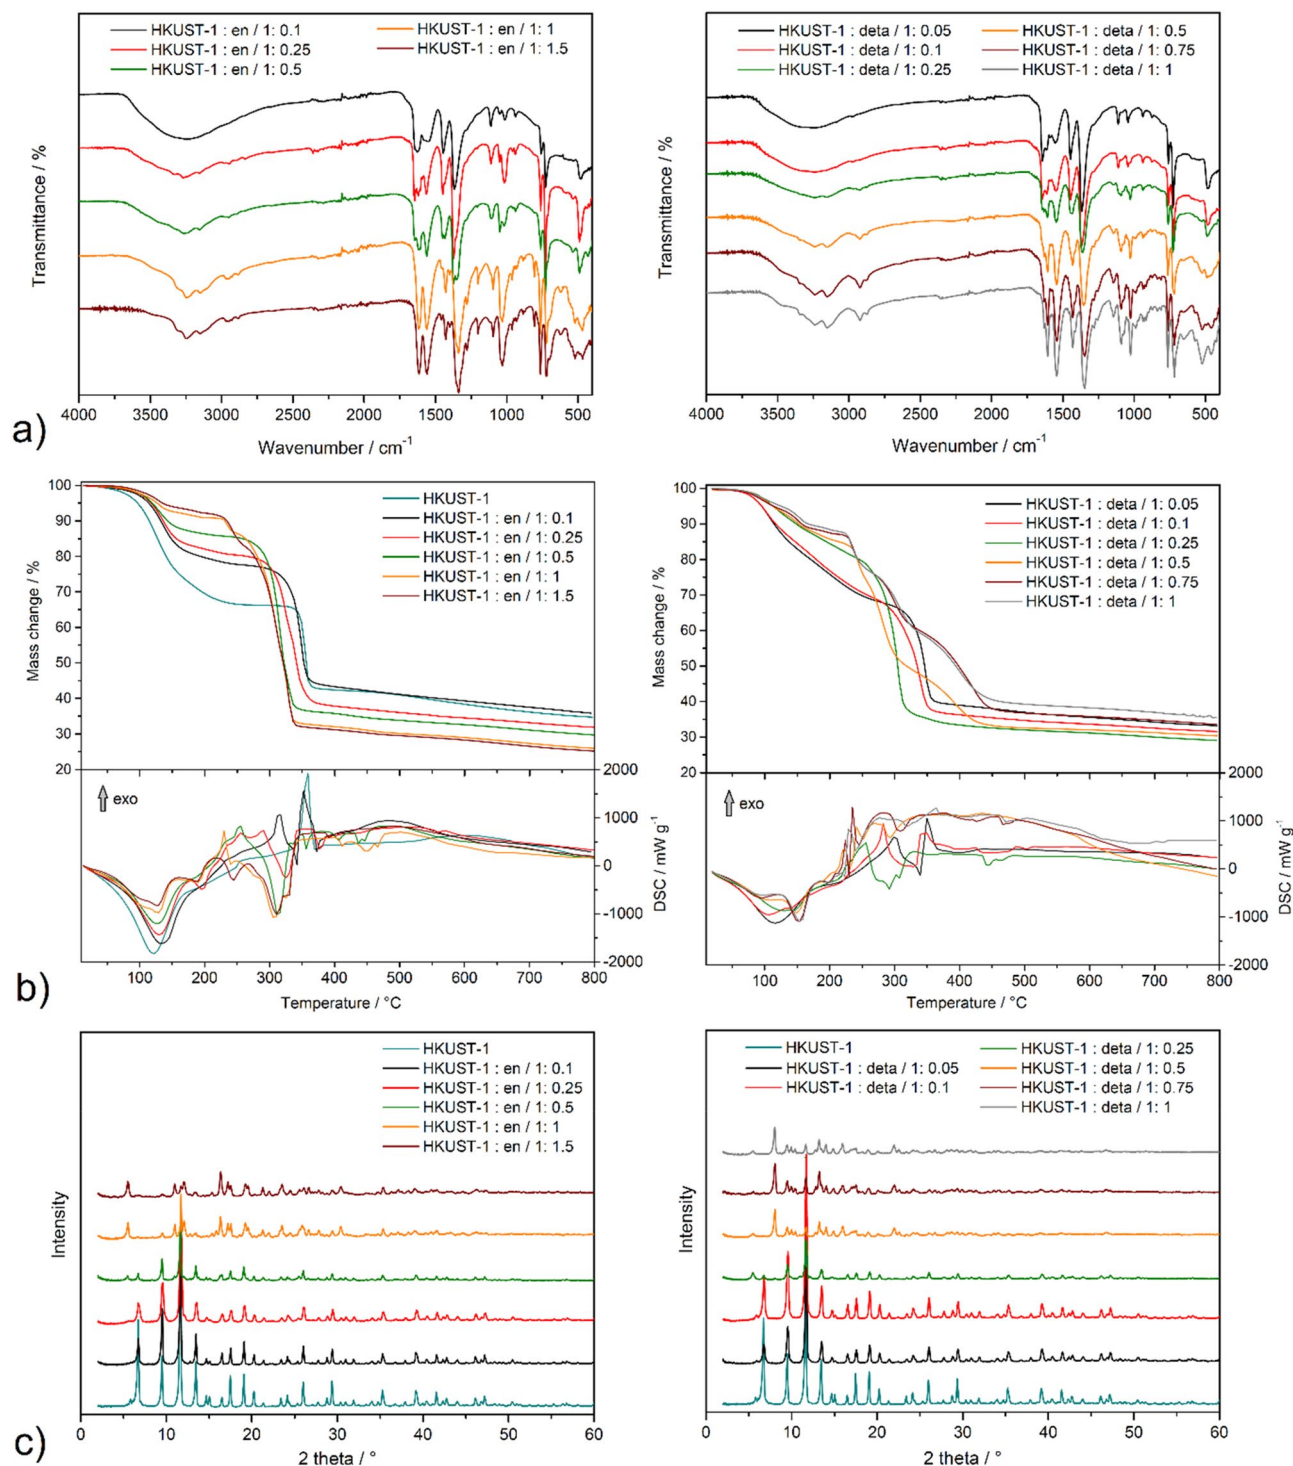 HKUST-1 : en / 1: 0.1
HKUST-1 : en / 1: 0.25
HKUST-1 : en / 1: 0.5
HKUST-1 : en / 1: 1
HKUST-1 : en / 1: 1.5
Transmittance / %
4000 3500 3000 2500 2000 1500 1000 500
Wavenumber / cm⁻¹
HKUST-1 : deta / 1: 0.05
HKUST-1 : deta / 1: 0.1
HKUST-1 : deta / 1: 0.25
HKUST-1 : deta / 1: 0.5
HKUST-1 : deta / 1: 0.75
HKUST-1 : deta / 1: 1
Transmittance / %
4000 3500 3000 2500 2000 1500 1000 500
Wavenumber / cm⁻¹
a)
100
90
80
70
60
50
40
30
20
Mass change / %
HKUST-1
HKUST-1 : en / 1: 0.1
HKUST-1 : en / 1: 0.25
HKUST-1 : en / 1: 0.5
HKUST-1 : en / 1: 1
HKUST-1 : en / 1: 1.5
exo
2000
1000
0
-1000
-2000
DSC / mW g⁻¹
100 200 300 400 500 600 700 800
Temperature / °C
100
90
80
70
60
50
40
30
20
Mass change / %
HKUST-1 : deta / 1: 0.05
HKUST-1 : deta / 1: 0.1
HKUST-1 : deta / 1: 0.25
HKUST-1 : deta / 1: 0.5
HKUST-1 : deta / 1: 0.75
HKUST-1 : deta / 1: 1
exo
2000
1000
0
-1000
-2000
DSC / mW g⁻¹
100 200 300 400 500 600 700 800
Temperature / °C
b)
HKUST-1
HKUST-1 : en / 1: 0.1
HKUST-1 : en / 1: 0.25
HKUST-1 : en / 1: 0.5
HKUST-1 : en / 1: 1
HKUST-1 : en / 1: 1.5
Intensity
0 10 20 30 40 50 60
2 theta / °
HKUST-1
HKUST-1 : deta / 1: 0.05
HKUST-1 : deta / 1: 0.1
HKUST-1 : deta / 1: 0.25
HKUST-1 : deta / 1: 0.5
HKUST-1 : deta / 1: 0.75
HKUST-1 : deta / 1: 1
Intensity
0 10 20 30 40 50 60
2 theta / °
c)